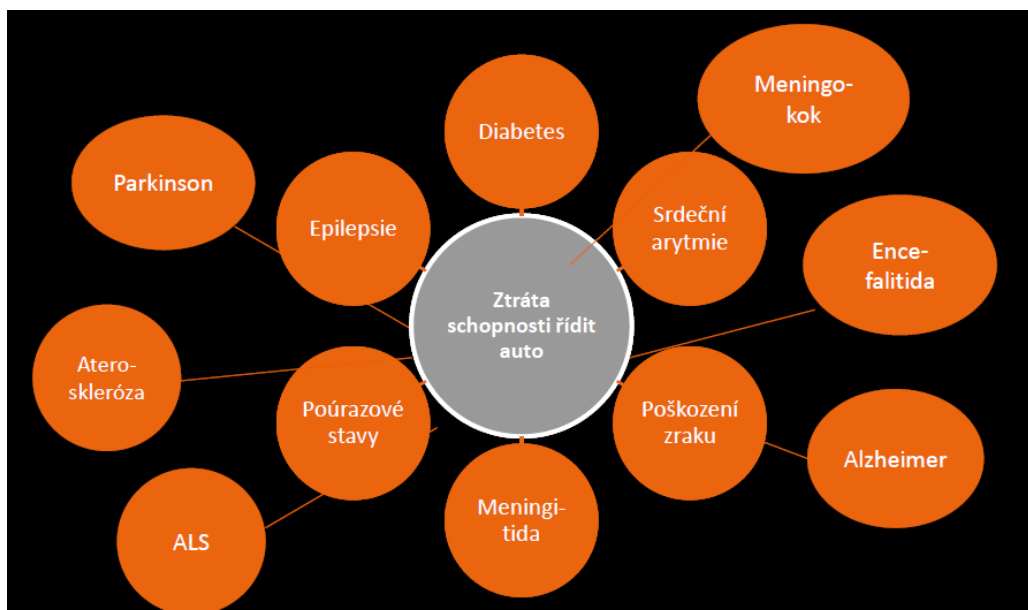 Meningo-
kok
Diabetes
Parkinson
Epilepsie
Srdeční
arytmie
Ence-
falitida
Ztráta
schopnosti řídit
auto
Atero-
skleróza
Poúrazové
stavy
Poškození
zraku
Alzheimer
Meningi-
tida
ALS